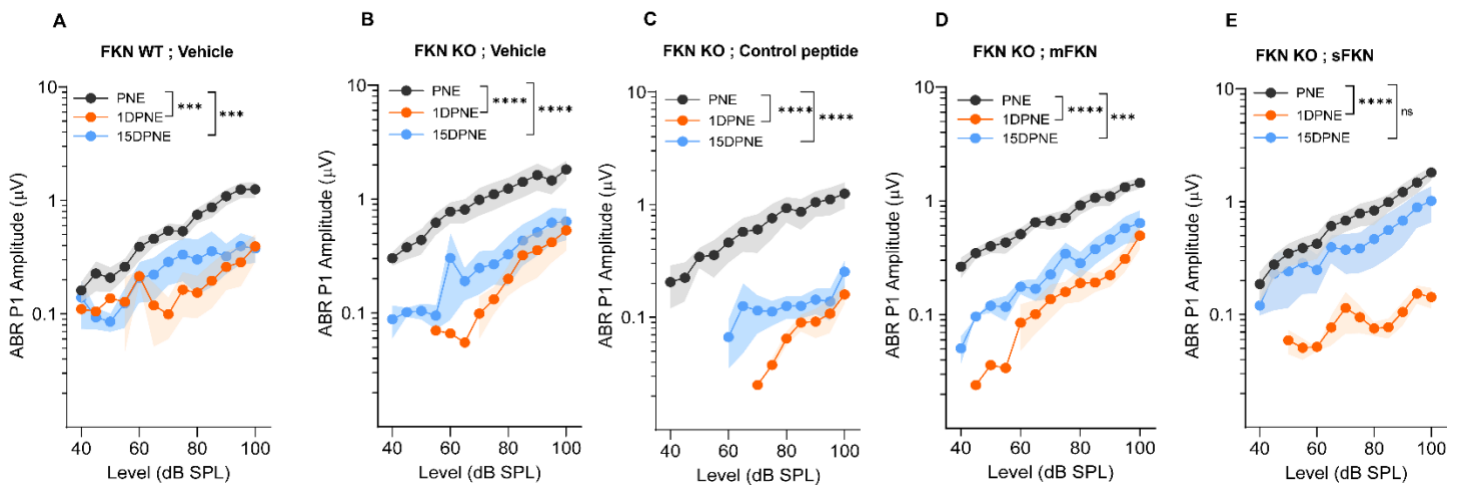 A
FKN WT ; Vehicle
ABR P1 Amplitude (μV)
10
1
0.1
PNE
1DPNE
15DPNE
***
***
40 60 80 100
Level (dB SPL)
B
FKN KO ; Vehicle
ABR P1 Amplitude (μV)
10
1
0.1
PNE
1DPNE
15DPNE
****
****
40 60 80 100
Level (dB SPL)
C
FKN KO ; Control peptide
ABR P1 Amplitude (μV)
10
1
0.1
PNE
1DPNE
15DPNE
****
****
40 60 80 100
Level (dB SPL)
D
FKN KO ; mFKN
ABR P1 Amplitude (μV)
10
1
0.1
PNE
1DPNE
15DPNE
****
***
40 60 80 100
Level (dB SPL)
E
FKN KO ; sFKN
ABR P1 Amplitude (μV)
10
1
0.1
PNE
1DPNE
15DPNE
****
ns
40 60 80 100
Level (dB SPL)